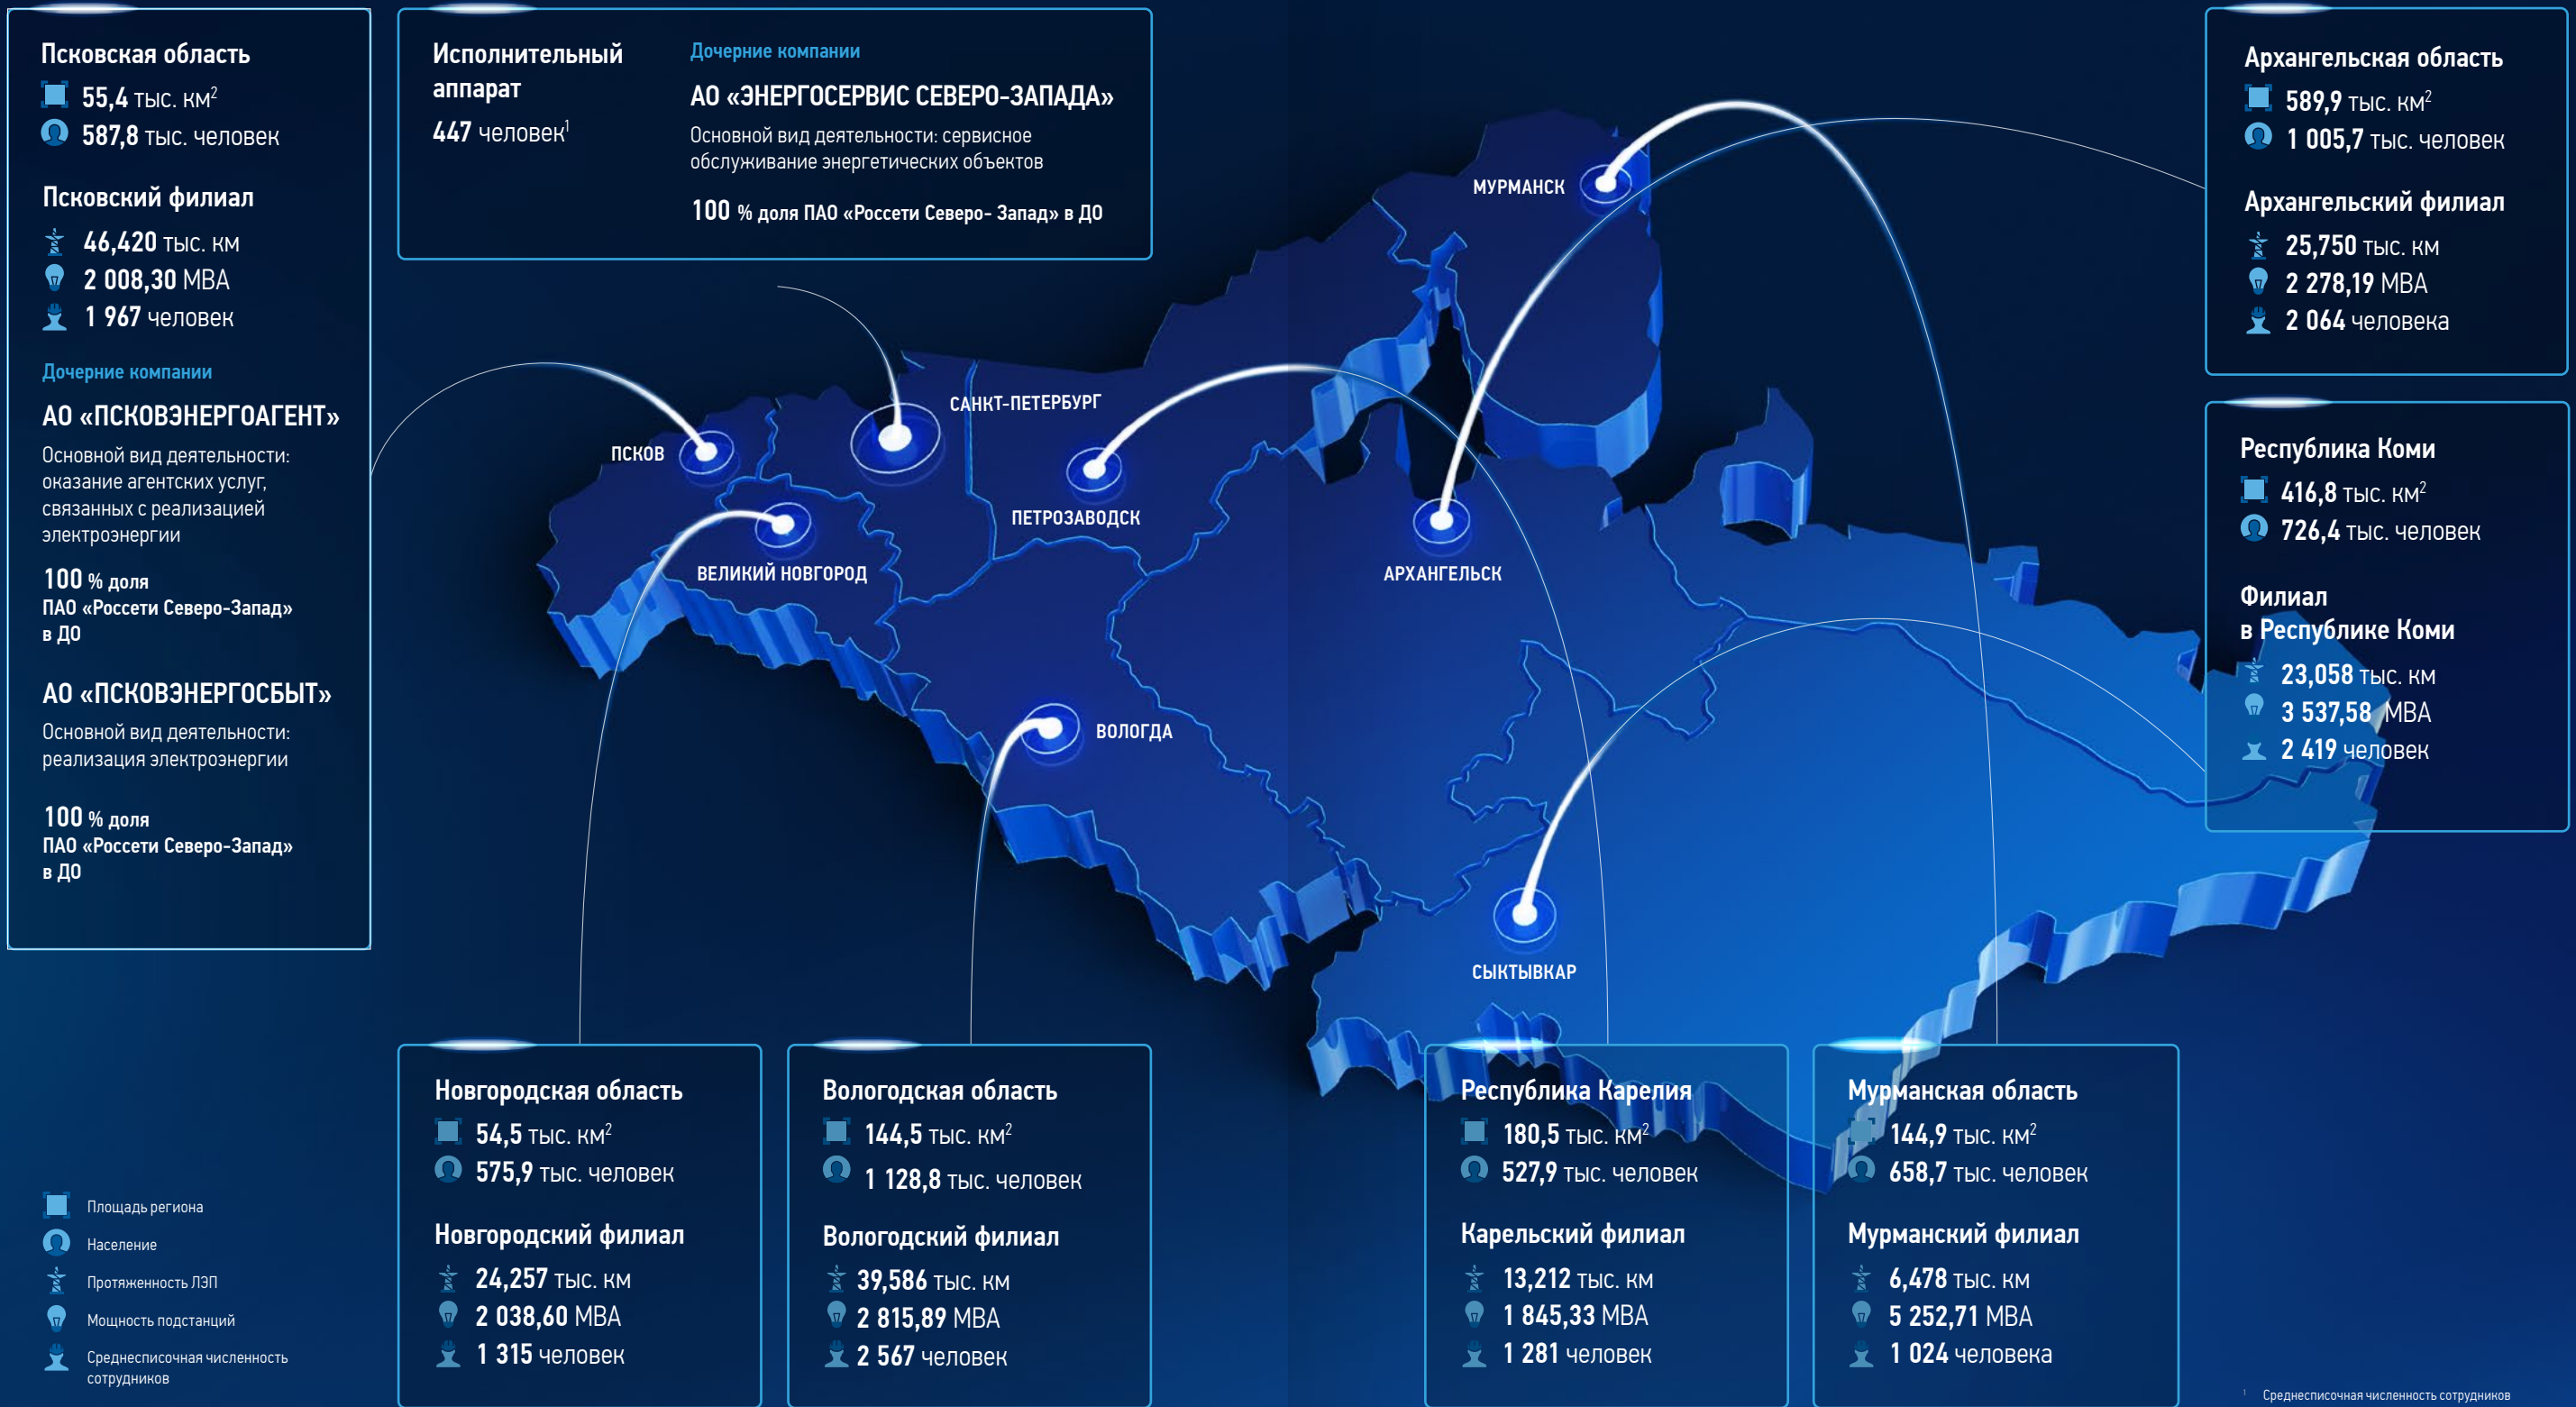 Псковская область
55,4 тыс. км²
587,8 тыс. человек
Псковский филиал
46,420 тыс. км
2 008,30 МВА
1 967 человек
Дочерние компании
АО «ПСКОВЭНЕРГОАГЕНТ»
Основной вид деятельности:
оказание агентских услуг,
связанных с реализацией
электроэнергии
100 % доля
ПАО «Россети Северо-Запад»
в ДО
АО «ПСКОВЭНЕРГОСБЫТ»
Основной вид деятельности:
реализация электроэнергии
100 % доля
ПАО «Россети Северо-Запад»
в ДО
Исполнительный
аппарат
447 человек¹
Дочерние компании
АО «ЭНЕРГОСЕРВИС СЕВЕРО-ЗАПАДА»
Основной вид деятельности: сервисное
обслуживание энергетических объектов
100 % доля ПАО «Россети Северо- Запад» в ДО
Архангельская область
589,9 тыс. км²
1 005,7 тыс. человек
Архангельский филиал
25,750 тыс. км
2 278,19 МВА
2 064 человека
Республика Коми
416,8 тыс. км²
726,4 тыс. человек
Филиал
в Республике Коми
23,058 тыс. км
3 537,58 МВА
2 419 человек
МУРМАНСК
САНКТ-ПЕТЕРБУРГ
ПСКОВ
ПЕТРОЗАВОДСК
ВЕЛИКИЙ НОВГОРОД
АРХАНГЕЛЬСК
ВОЛОГДА
СЫКТЫВКАР
Новгородская область
54,5 тыс. км²
575,9 тыс. человек
Новгородский филиал
24,257 тыс. км
2 038,60 МВА
1 315 человек
Вологодская область
144,5 тыс. км²
1 128,8 тыс. человек
Вологодский филиал
39,586 тыс. км
2 815,89 МВА
2 567 человек
Республика Карелия
180,5 тыс. км²
527,9 тыс. человек
Карельский филиал
13,212 тыс. км
1 845,33 МВА
1 281 человек
Мурманская область
144,9 тыс. км²
658,7 тыс. человек
Мурманский филиал
6,478 тыс. км
5 252,71 МВА
1 024 человека
Площадь региона
Население
Протяженность ЛЭП
Мощность подстанций
Среднесписочная численность
сотрудников
¹ Среднесписочная численность сотрудников